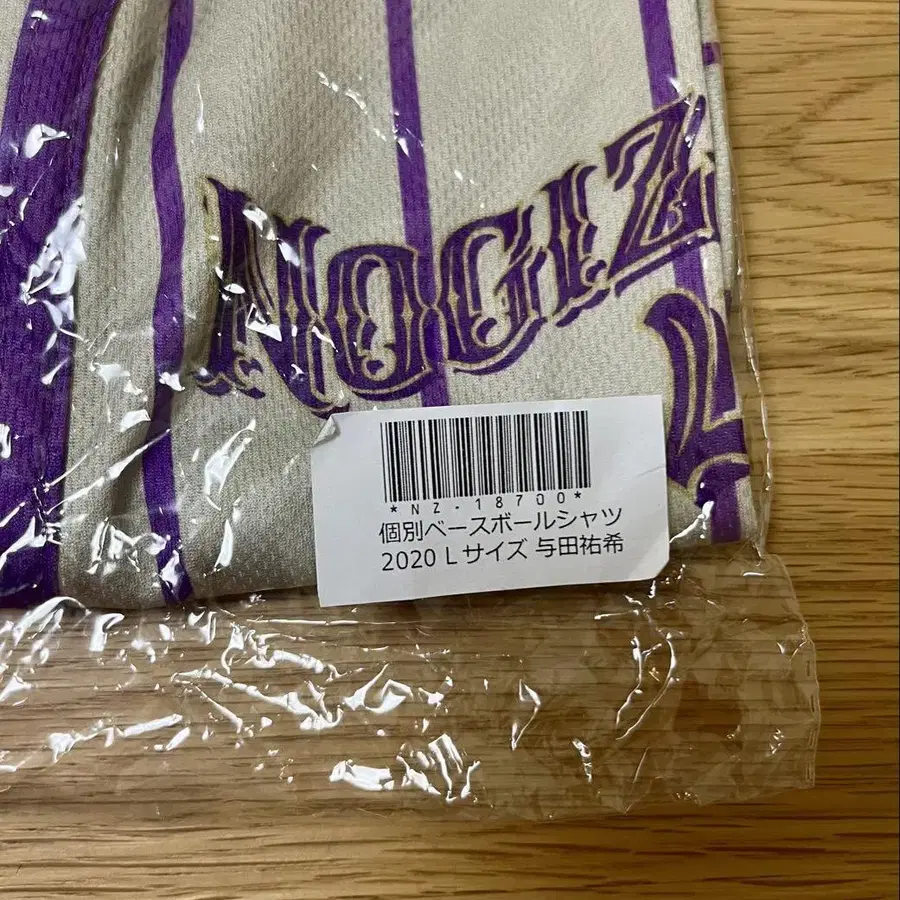 NOGIZ
*NZ-18700*
個別ベースボールシャツ
2020 Lサイズ 与田祐希